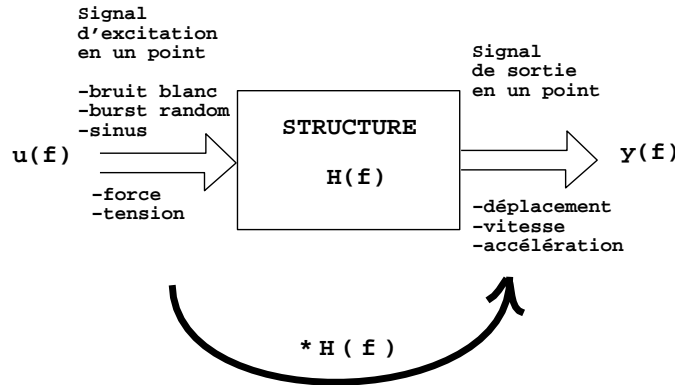 Signal
d'excitation
en un point
-bruit blanc
-burst random
-sinus
u(f)
-force
-tension
STRUCTURE
H(f)
Signal
de sortie
en un point
y(f)
-déplacement
-vitesse
-accélération
*H(f)